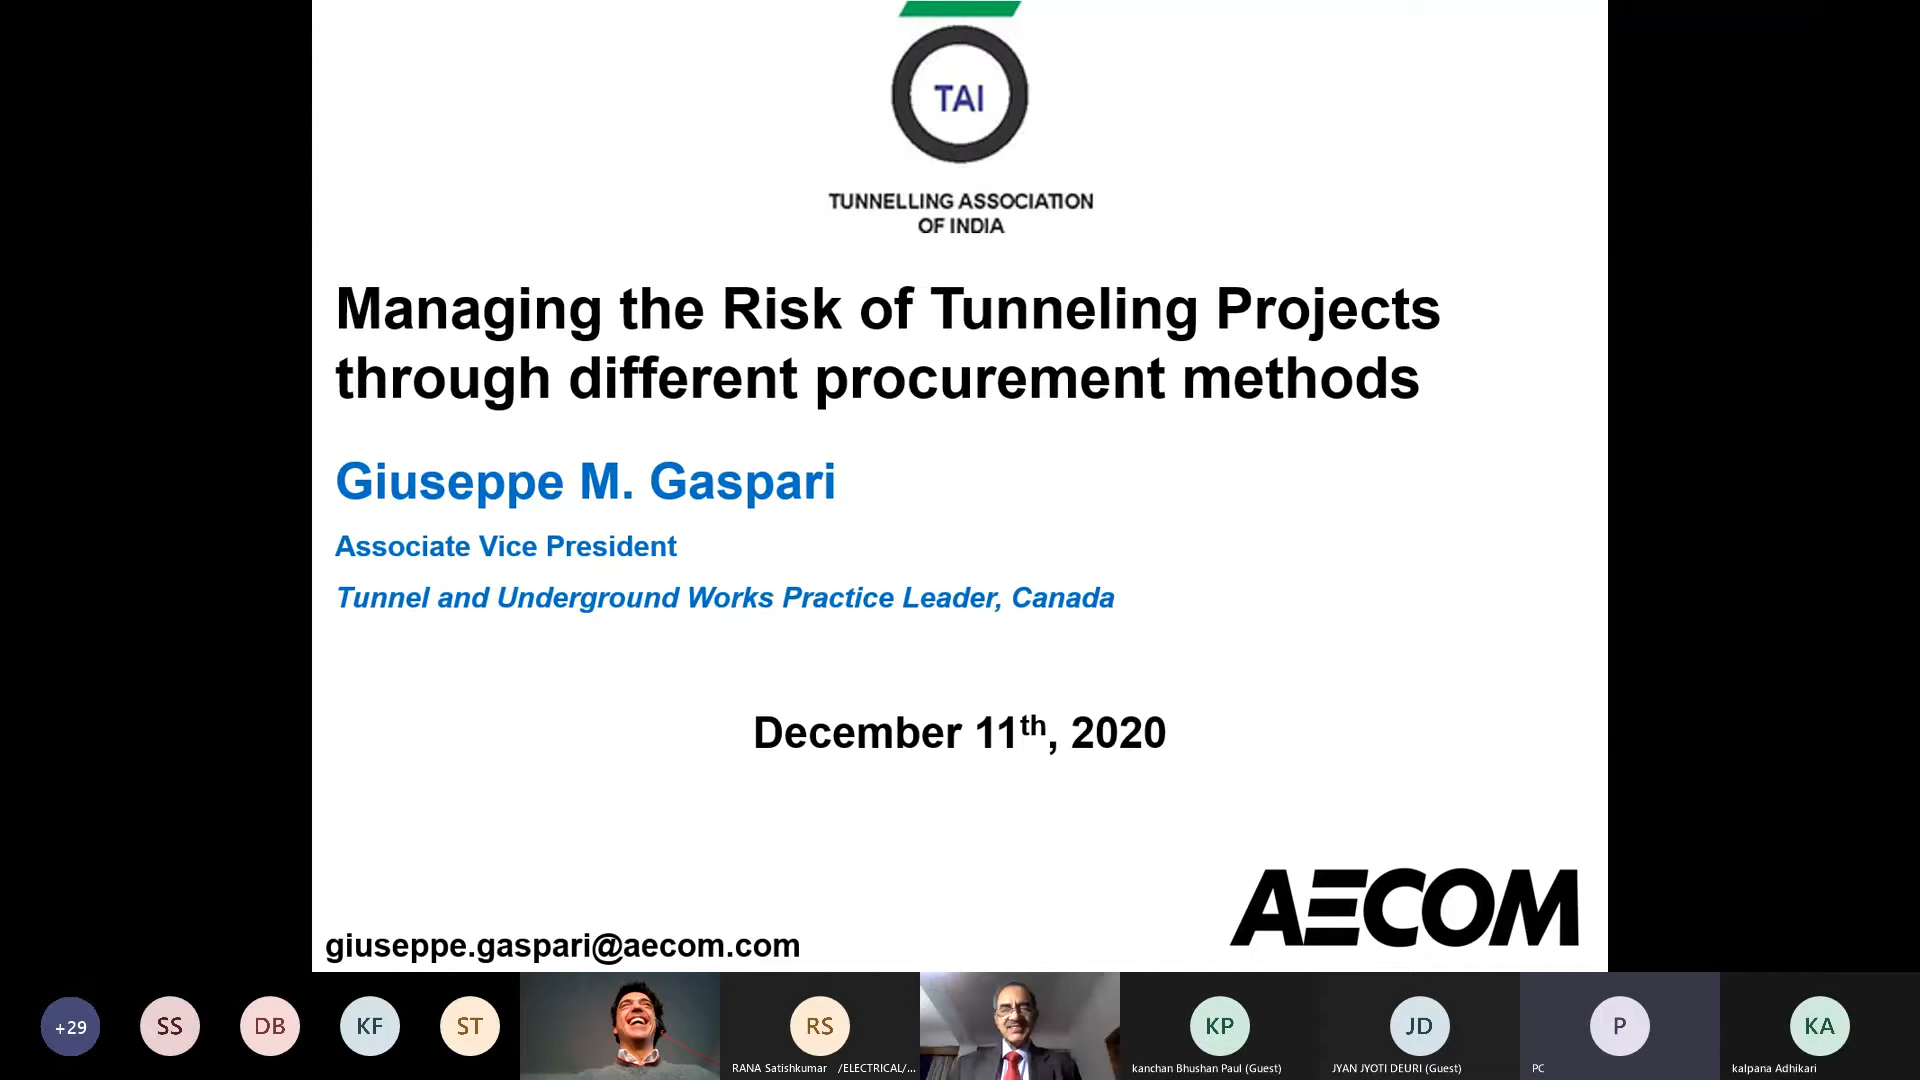 TAI
TUNNELLING ASSOCIATION
OF INDIA
Managing the Risk of Tunneling Projects
through different procurement methods
Giuseppe M. Gaspari
Associate Vice President
Tunnel and Underground Works Practice Leader, Canada
December 11th, 2020
AECOM
giuseppe.gaspari@aecom.com
+29
SS
DB
KF
ST
RS
RANA Satishkumar /ELECTRICAL/...
KP
kanchan Bhushan Paul (Guest)
JD
JYAN JYOTI DEURI (Guest)
P
PC
KA
kalpana Adhikari